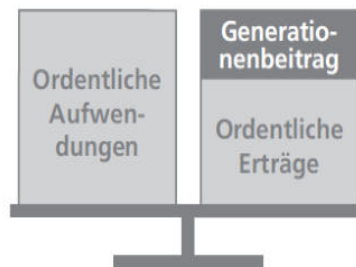 Ordentliche
Aufwen-
dungen
Generatio-
nenbeitrag
Ordentliche
Erträge